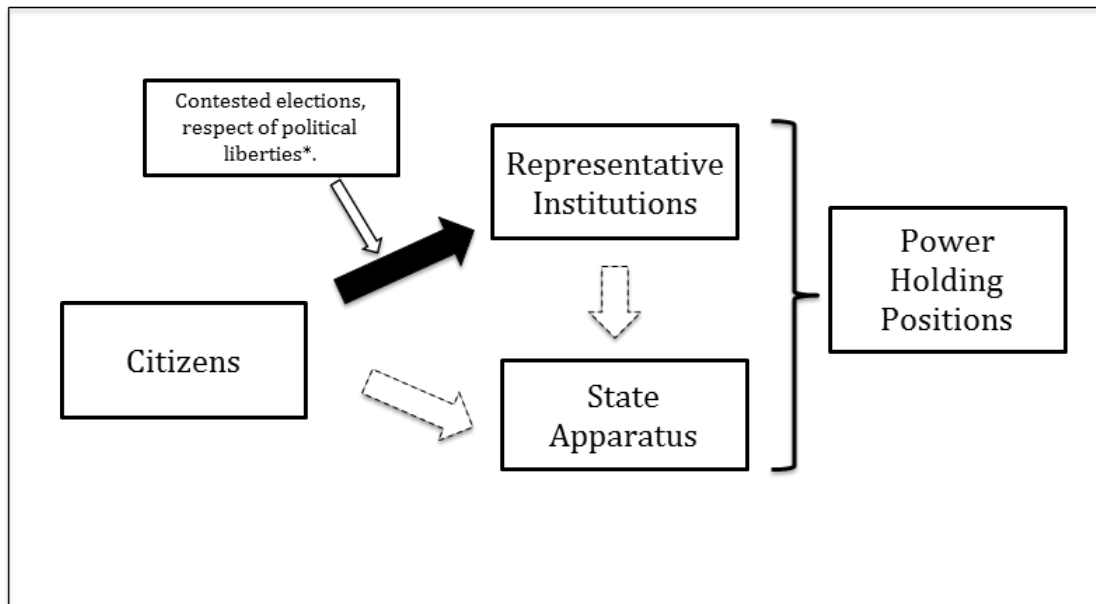 Contested elections,
respect of political
liberties*.
Representative
Institutions
Power
Holding
Positions
Citizens
State
Apparatus